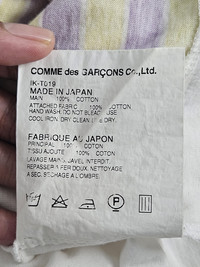 COMME des GARÇONS Co., Ltd.
IK-T019
MADE IN JAPAN
MAIN 100% COTTON
ATTACHED FABRIC 100% COTTON
HAND WASH. DO NOT BLEAC USE
COOL IRON. DRY CLEAN. DRY
FABRIQUE AU JAPON
PRINCIPAL 100% COTTON
TISSU AJOUTE 100% COTTON
LAVAGE MAIN. JAVEL INTERDIT.
REPASSER A FER DOUX. NETTOYAGE
A SEC. SECHAGE A L'OMBRE.
P